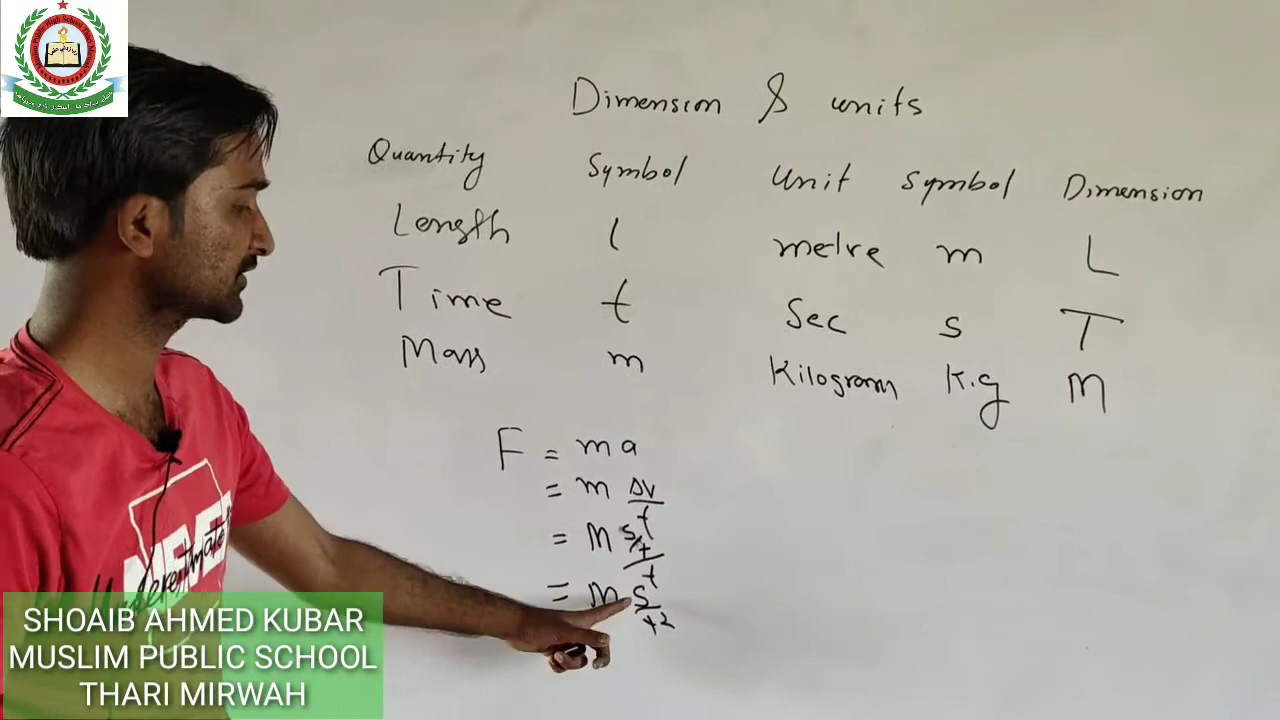 Dimension & units
Quantity Symbol Unit Symbol Dimension
Length l metre m L
Time t Sec s T
Mass m Kilogram K.g M
F = ma
= m Δv/t
= m s/t/t
= m s/t2
SHOAIB AHMED KUBAR
MUSLIM PUBLIC SCHOOL
THARI MIRWAH